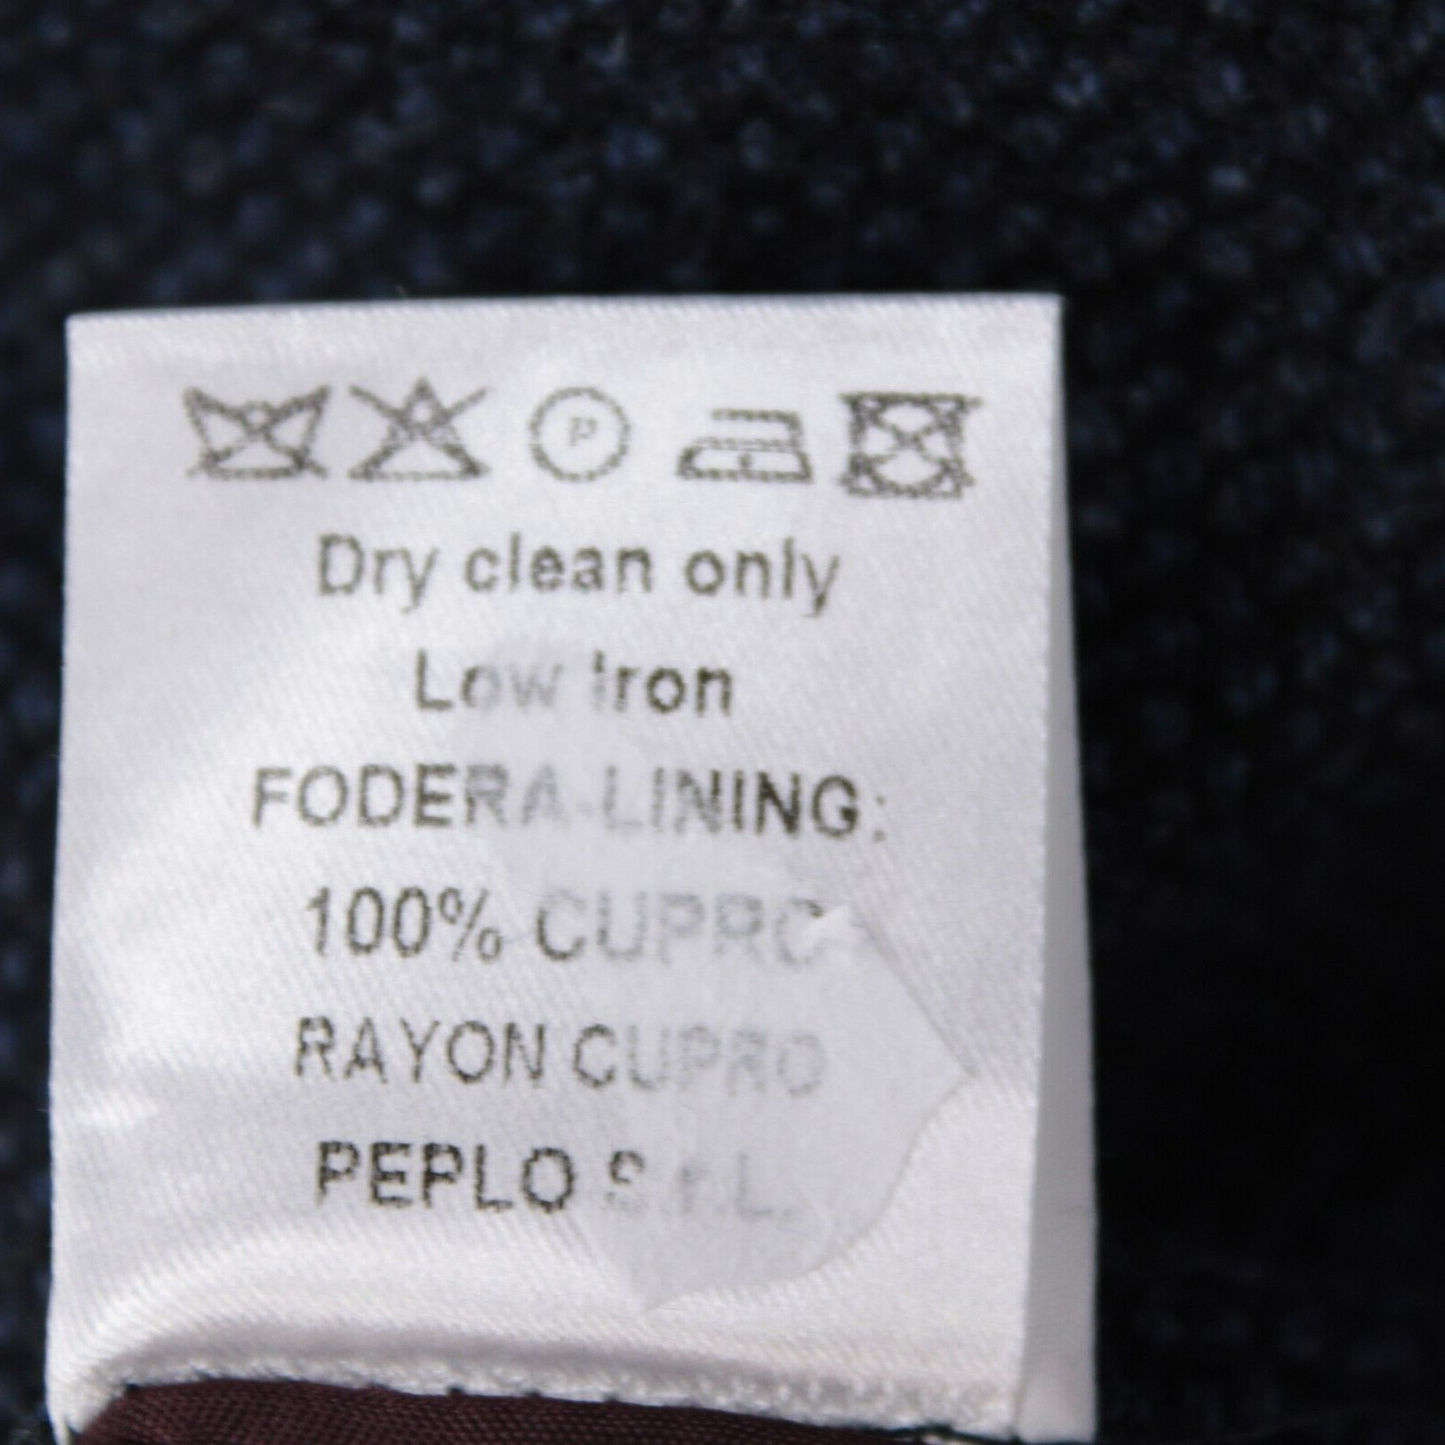 P
Dry clean only
Low Iron
FODERA-LINING:
100% CUPRO
RAYON CUPRO
PEPLO S.r.L.